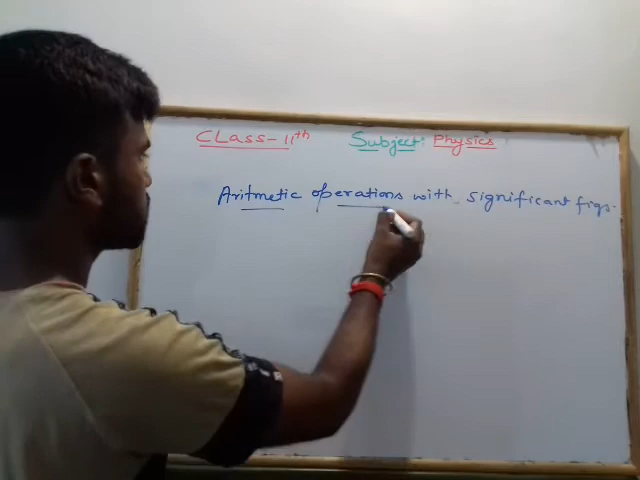 CLass- 11th Subject: Physics
Aritmetic operations with significant figs.